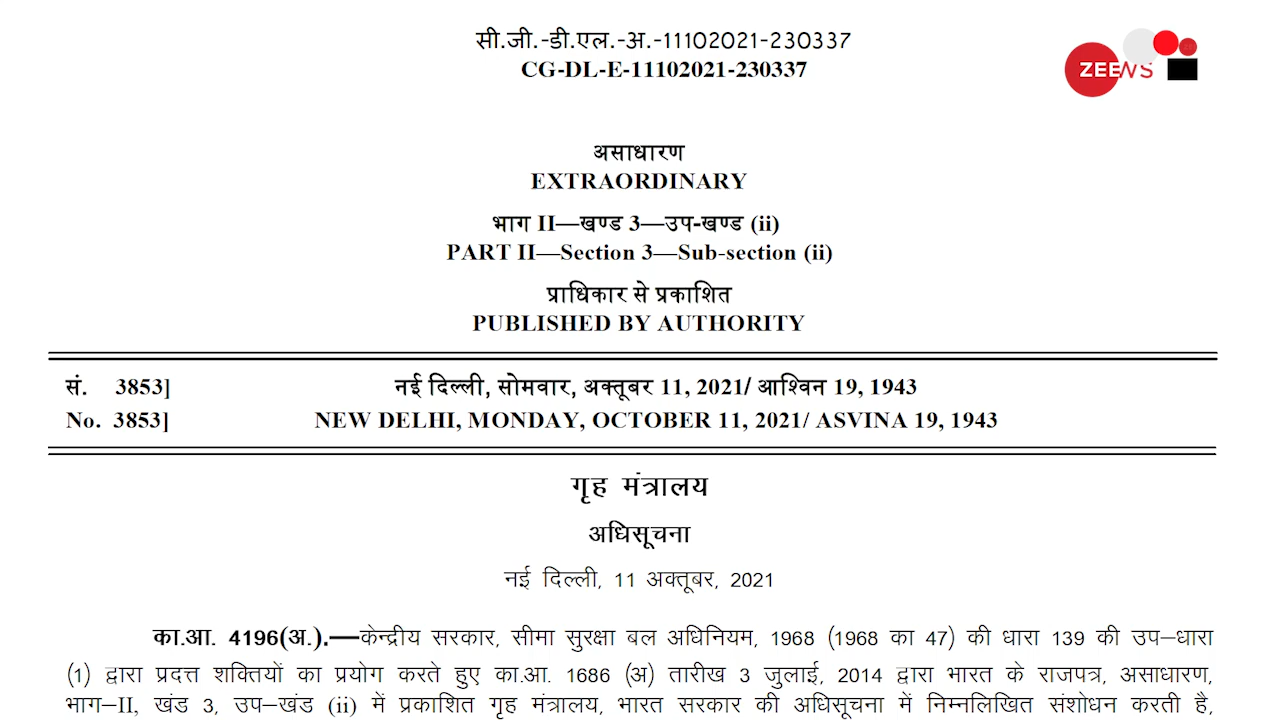 सी.जी.-डी.एल.-अ.-11102021-230337
CG-DL-E-11102021-230337
ZEE
असाधारण
EXTRAORDINARY
भाग II—खण्ड 3—उप-खण्ड (ii)
PART II—Section 3—Sub-section (ii)
प्राधिकार से प्रकाशित
PUBLISHED BY AUTHORITY
सं. 3853] नई दिल्ली, सोमवार, अक्तूबर 11, 2021/ आश्विन 19, 1943
No. 3853] NEW DELHI, MONDAY, OCTOBER 11, 2021/ ASVINA 19, 1943
गृह मंत्रालय
अधिसूचना
नई दिल्ली, 11 अक्तूबर, 2021
का.आ. 4196(अ.).—केन्द्रीय सरकार, सीमा सुरक्षा बल अधिनियम, 1968 (1968 का 47) की धारा 139 की उप–धारा
(1) द्वारा प्रदत्त शक्तियों का प्रयोग करते हुए का.आ. 1686 (अ) तारीख 3 जुलाई, 2014 द्वारा भारत के राजपत्र, असाधारण,
भाग–II, खंड 3, उप–खंड (ii) में प्रकाशित गृह मंत्रालय, भारत सरकार की अधिसूचना में निम्नलिखित संशोधन करती है,